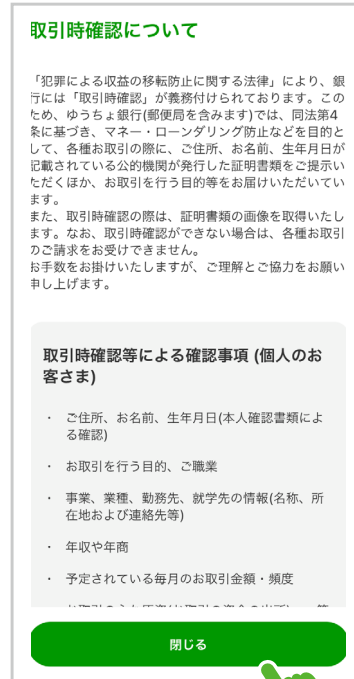 取引時確認について
「犯罪による収益の移転防止に関する法律」により、銀
行には「取引時確認」が義務付けられております。この
ため、ゆうちょ銀行(郵便局を含みます)では、同法第4
条に基づき、マネー・ローンダリング防止などを目的と
して、各種お取引の際に、ご住所、お名前、生年月日が
記載されている公的機関が発行した証明書類をご提示い
ただくほか、お取引を行う目的等をお届けいただいてい
ます。
また、取引時確認の際は、証明書類の画像を取得いたし
ます。なお、取引時確認ができない場合は、各種お取引
のご請求をお受けできません。
お手数をお掛けいたしますが、ご理解とご協力をお願い
申し上げます。
取引時確認等による確認事項 (個人のお
客さま)
・ ご住所、お名前、生年月日(本人確認書類によ
る確認)
・ お取引を行う目的、ご職業
・ 事業、業種、勤務先、就学先の情報(名称、所
在地および連絡先等)
・ 年収や年商
・ 予定されている毎月のお取引金額・頻度
閉じる